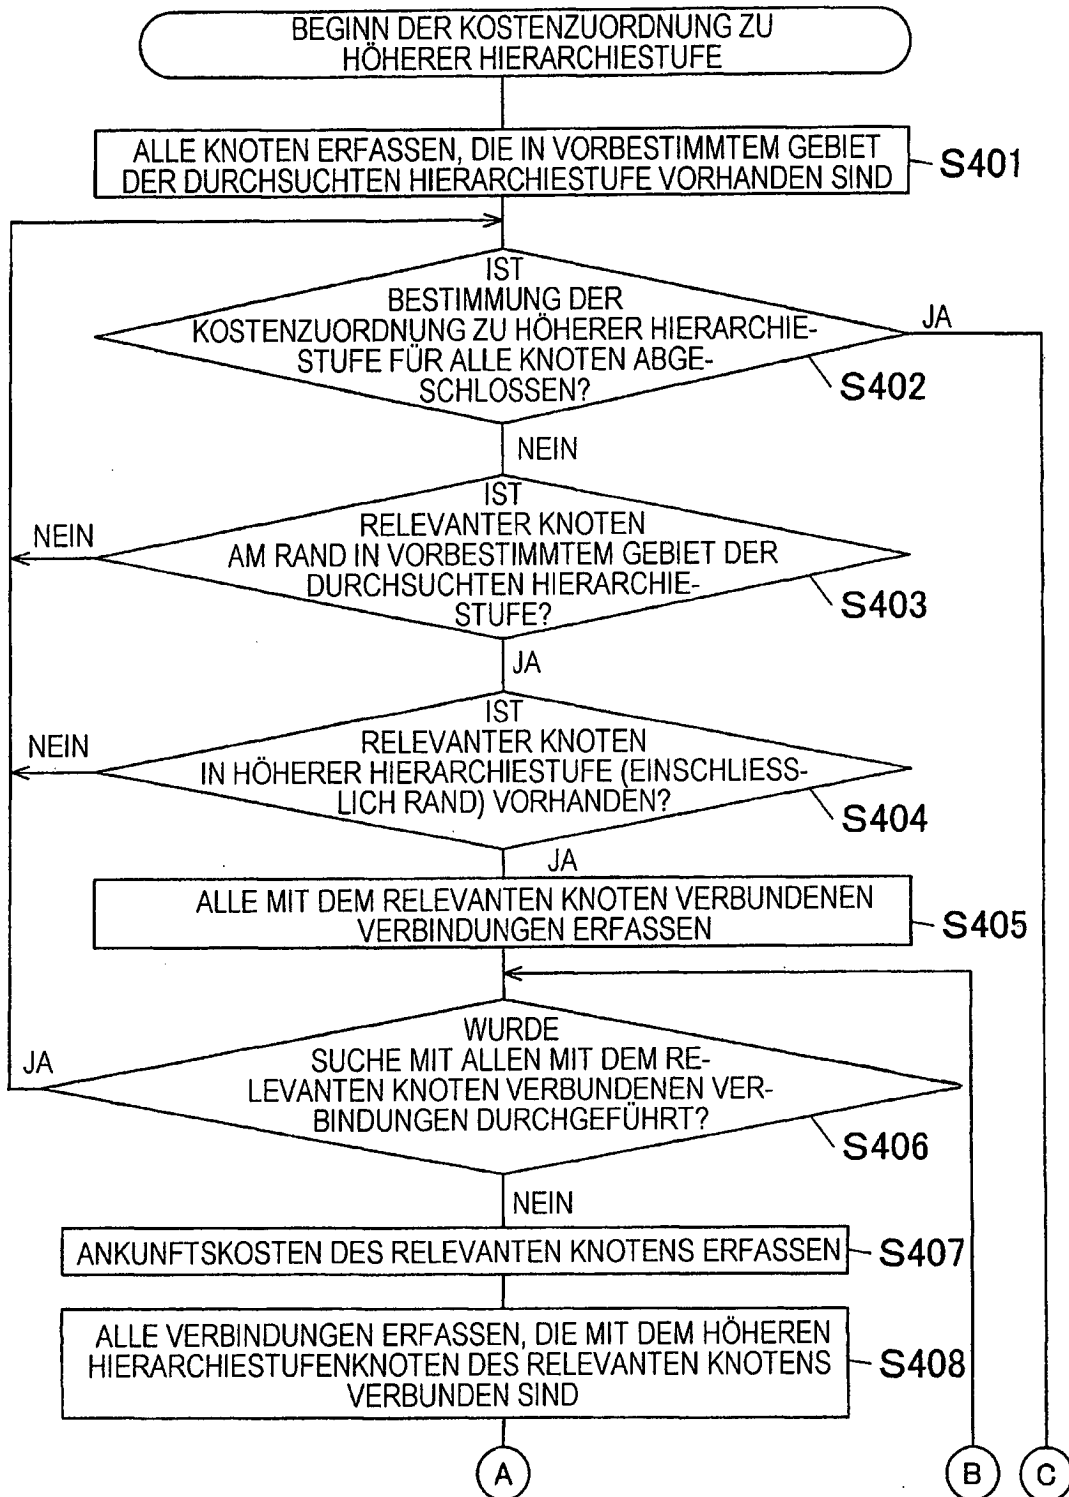 BEGINN DER KOSTENZUORDNUNG ZU
HÖHERER HIERARCHIESTUFE
ALLE KNOTEN ERFASSEN, DIE IN VORBESTIMMTEM GEBIET
DER DURCHSUCHTEN HIERARCHIESTUFE VORHANDEN SIND
S401
IST
BESTIMMUNG DER
KOSTENZUORDNUNG ZU HÖHERER HIERARCHIE-
STUFE FÜR ALLE KNOTEN ABGE-
SCHLOSSEN?
JA
S402
NEIN
IST
RELEVANTER KNOTEN
AM RAND IN VORBESTIMMTEM GEBIET DER
DURCHSUCHTEN HIERARCHIE-
STUFE?
NEIN
S403
JA
IST
RELEVANTER KNOTEN
IN HÖHERER HIERARCHIESTUFE (EINSCHLIESS-
LICH RAND) VORHANDEN?
NEIN
S404
JA
ALLE MIT DEM RELEVANTEN KNOTEN VERBUNDENEN
VERBINDUNGEN ERFASSEN
S405
WURDE
SUCHE MIT ALLEN MIT DEM RE-
LEVANTEN KNOTEN VERBUNDENEN VER-
BINDUNGEN DURCHGEFÜHRT?
JA
S406
NEIN
ANKUNFTSKOSTEN DES RELEVANTEN KNOTENS ERFASSEN
S407
ALLE VERBINDUNGEN ERFASSEN, DIE MIT DEM HÖHEREN
HIERARCHIESTUFENKNOTEN DES RELEVANTEN KNOTENS
VERBUNDEN SIND
S408
A
B
C